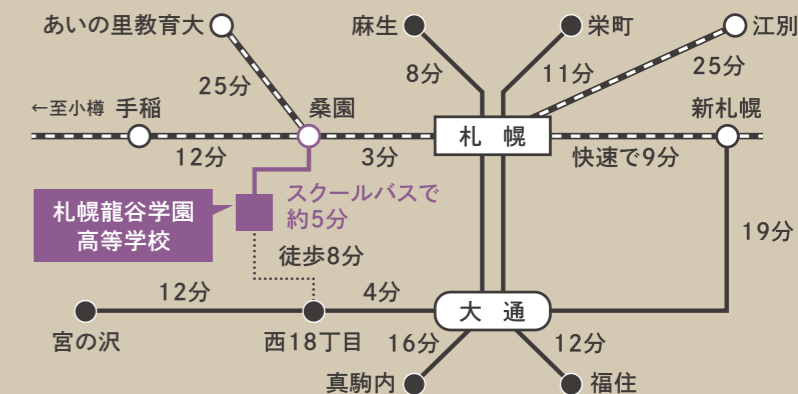 あいの里教育大
麻生
栄町
江別
25分
8分
11分
25分
←至小樽
手稲
桑園
新札幌
札幌
12分
3分
快速で9分
スクールバスで
約5分
札幌龍谷学園
高等学校
徒歩8分
19分
12分
4分
大通
宮の沢
西18丁目
16分
12分
真駒内
福住